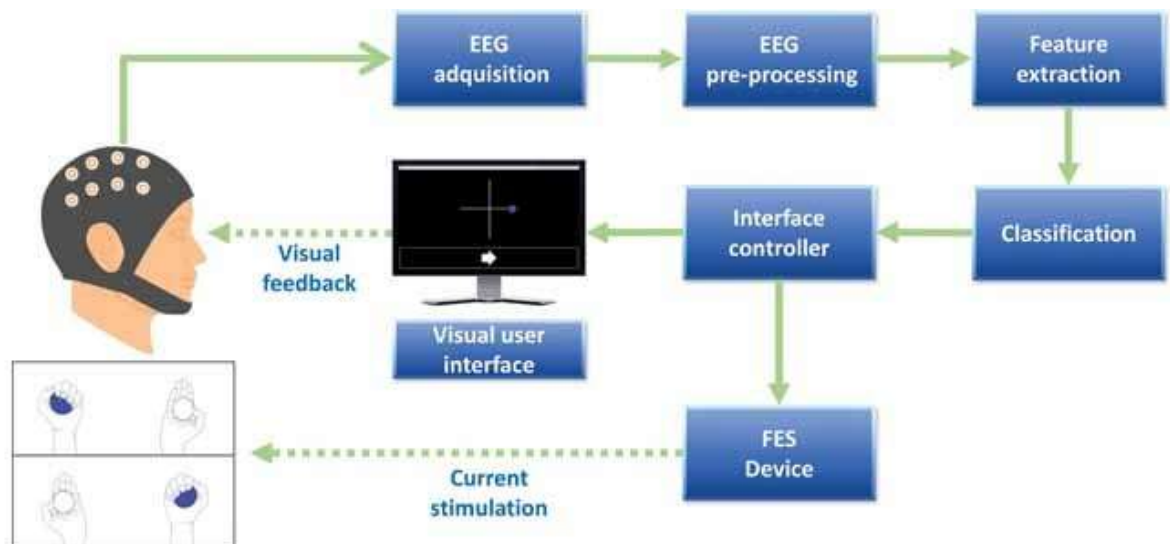 EEG
adquisition
EEG
pre-processing
Feature
extraction
Classification
Interface
controller
Visual
feedback
Visual user
interface
FES
Device
Current
stimulation